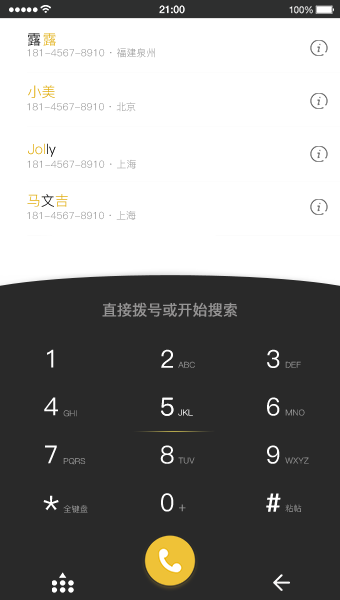 21:00 100%
露露
181-4567-8910 · 福建泉州
小美
181-4567-8910 · 北京
Jolly
181-4567-8910 · 上海
马文吉
181-4567-8910 · 上海
直接拨号或开始搜索
1 2 ABC 3 DEF
4 GHI 5 JKL 6 MNO
7 PQRS 8 TUV 9 WXYZ
* 全键盘 0 + # 粘帖